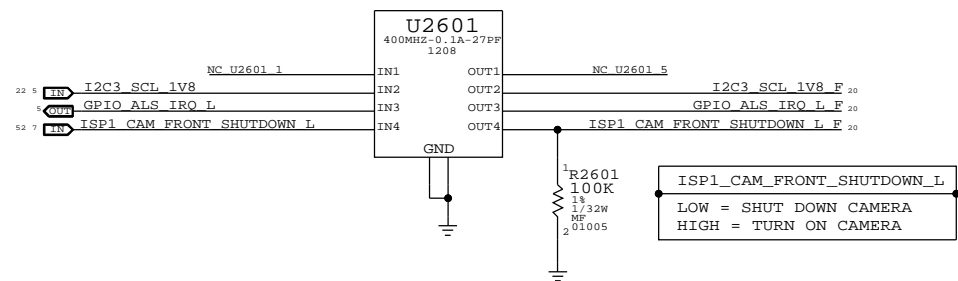 U2601
400MHZ-0.1A-27PF
1208
NC_U2601_1 IN1 OUT1 NC_U2601_5
22 5 IN I2C3_SCL_1V8 IN2 OUT2 I2C3_SCL_1V8_F 20
5 OUT GPIO_ALS_IRQ_L IN3 OUT3 GPIO_ALS_IRQ_L_F 20
52 7 IN ISP1_CAM_FRONT_SHUTDOWN_L IN4 OUT4 ISP1_CAM_FRONT_SHUTDOWN_L_F 20
GND
1
R2601
100K
1%
1/32W
MF
01005
2
ISP1_CAM_FRONT_SHUTDOWN_L
LOW = SHUT DOWN CAMERA
HIGH = TURN ON CAMERA